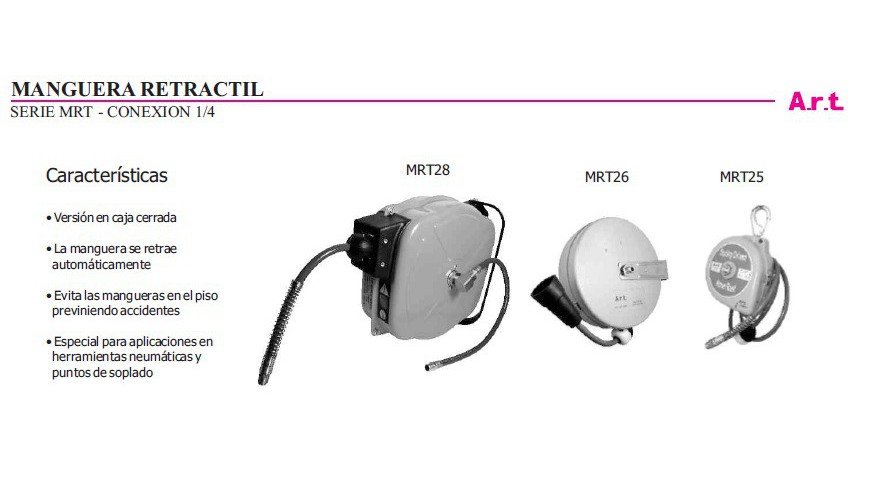 MANGUERA RETRACTIL
SERIE MRT - CONEXION 1/4
A.r.t.
Características
• Versión en caja cerrada
• La manguera se retrae
automáticamente
• Evita las mangueras en el piso
previniendo accidentes
• Especial para aplicaciones en
herramientas neumáticas y
puntos de soplado
MRT28
MRT26
MRT25
A.r.t.